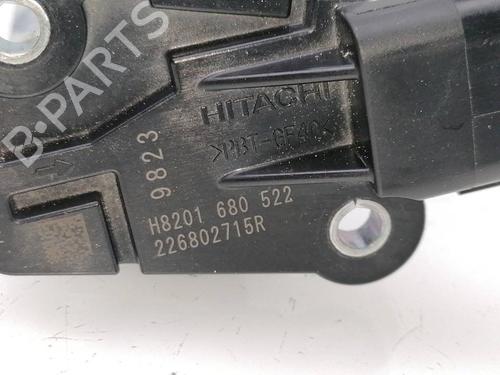 B-PARTS
HITACHI
>PBT-GF40<
9823
H8201 680 522
226802715R